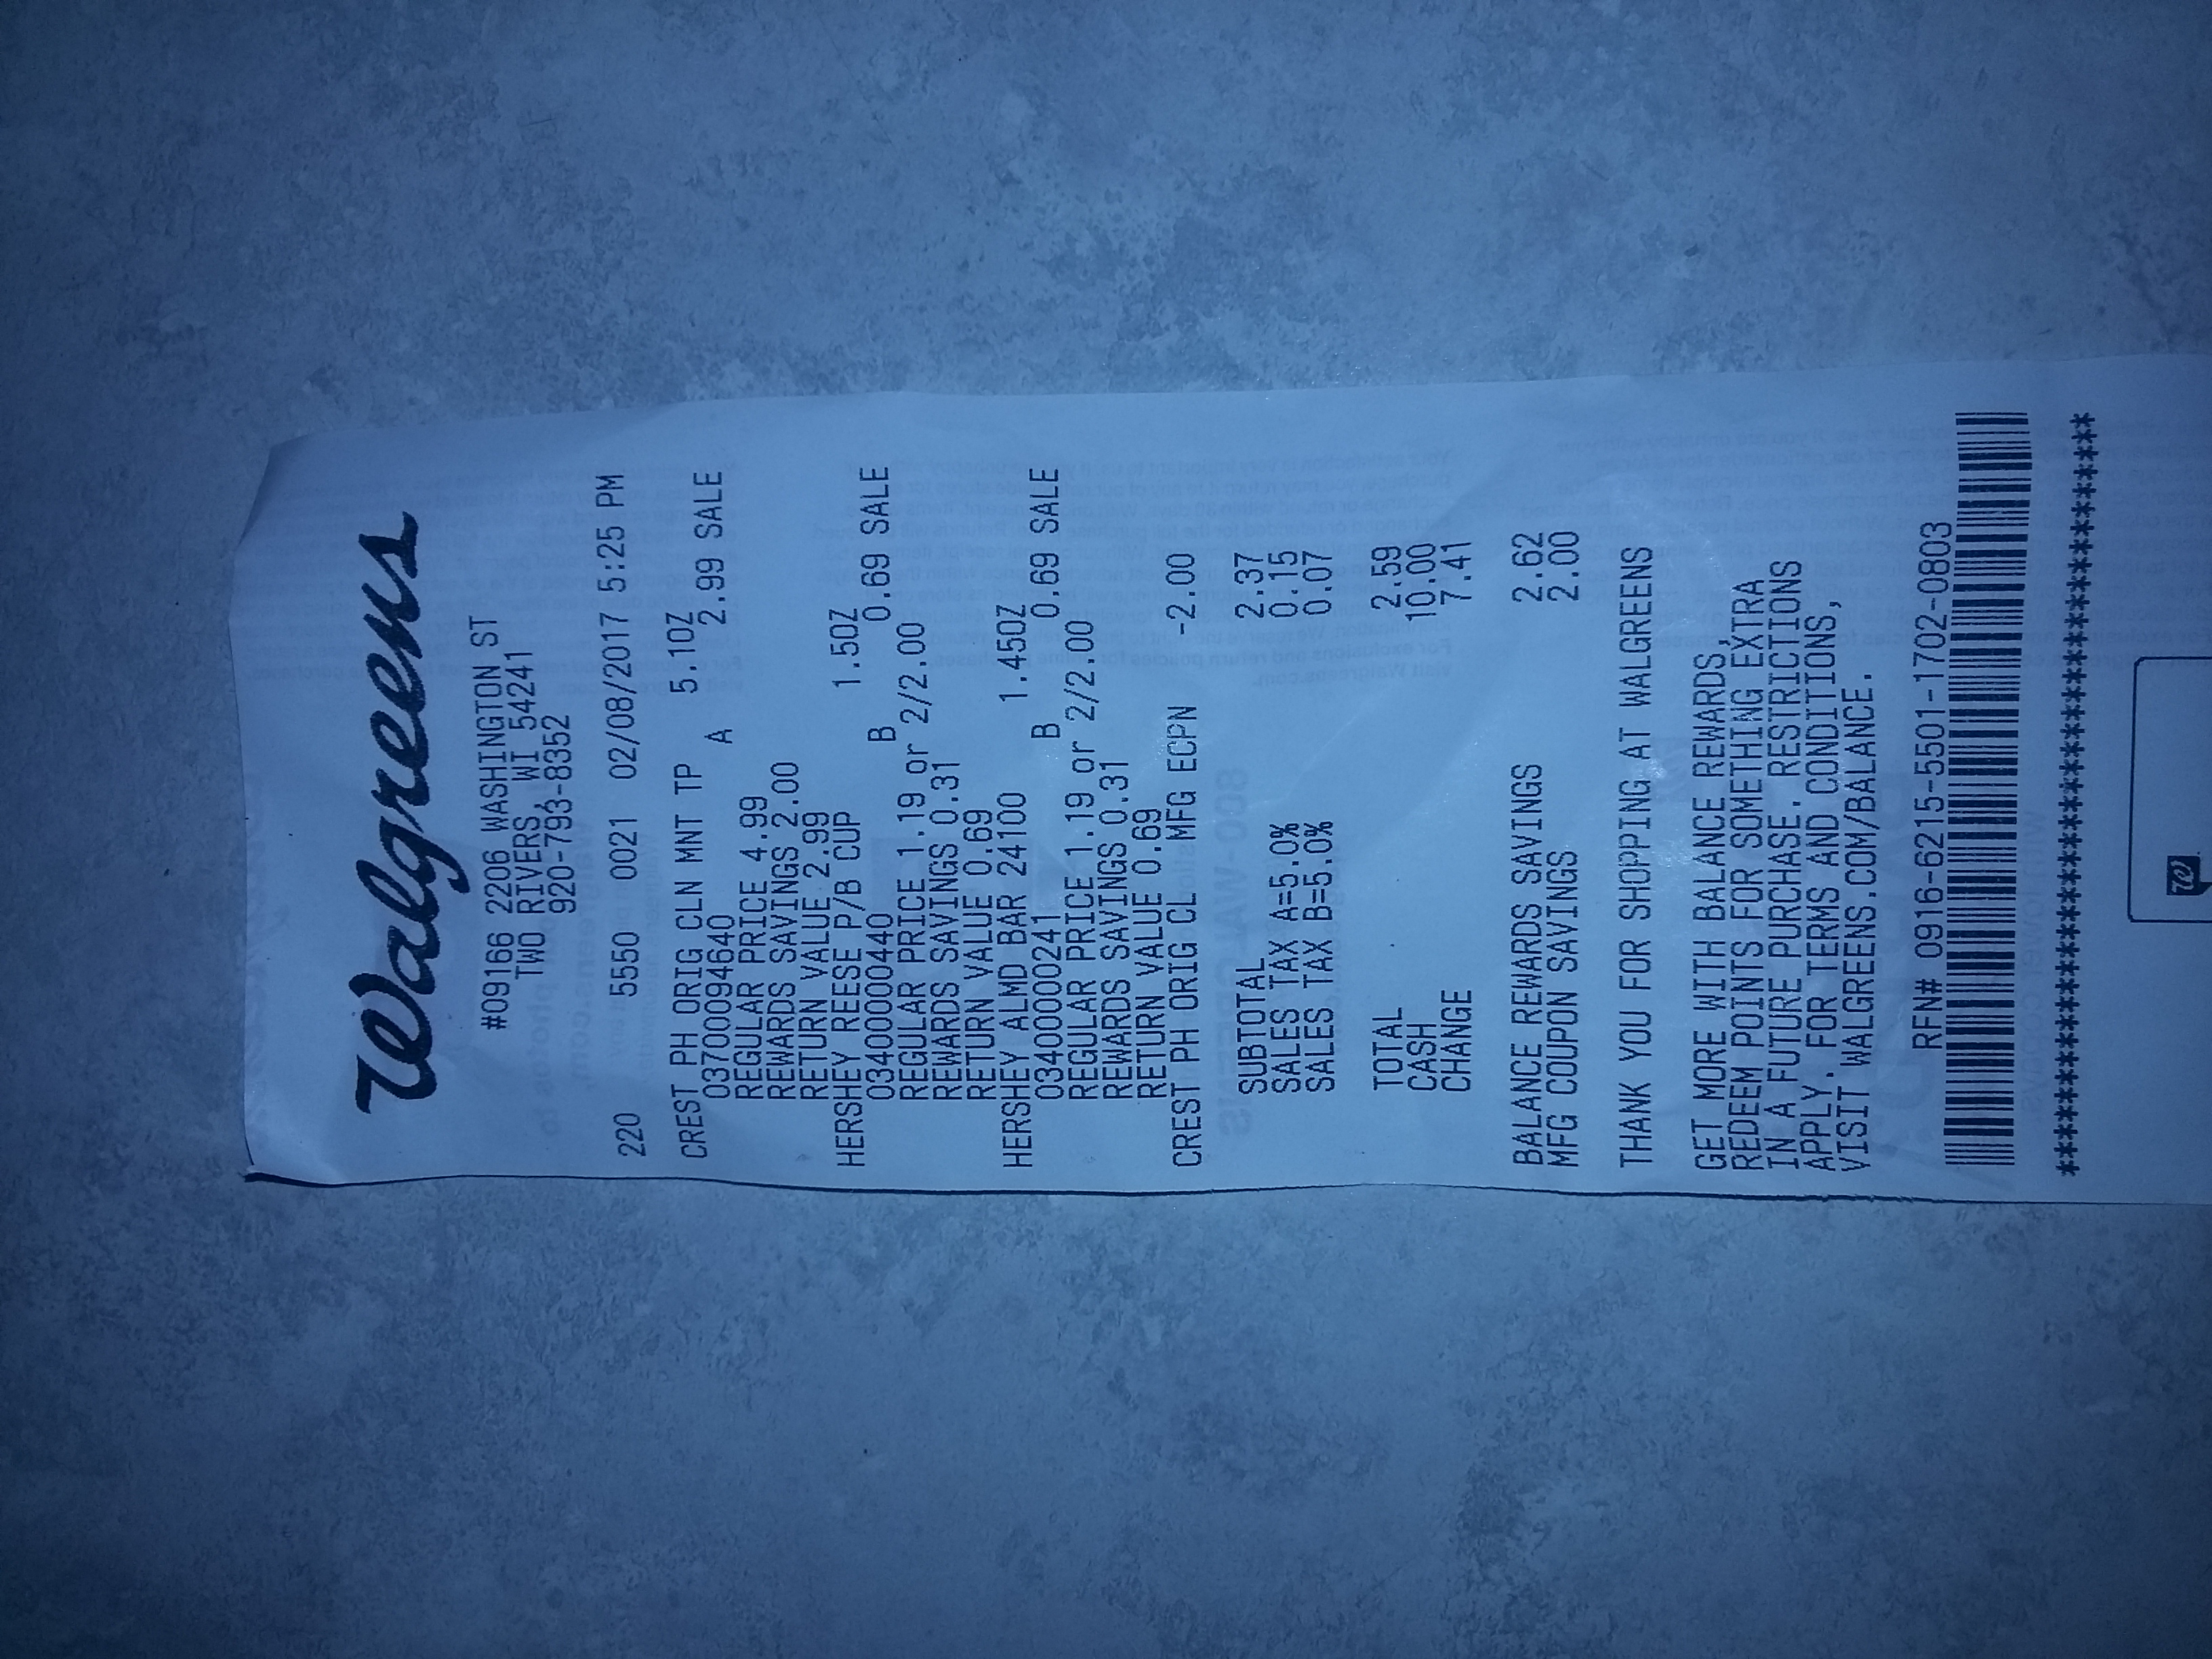 Walgreens
#09166 2206 WASHINGTON ST
TWO RIVERS, WI 54241
920-793-8352
220 5550 0021 02/08/2017 5:25 PM
CREST PH ORIG CLN MNT TP 5.1OZ
03700094640 A 2.99 SALE
REGULAR PRICE 4.99
REWARDS SAVINGS 2.00
RETURN VALUE 2.99
HERSHEY REESE P/B CUP 1.5OZ
03400000440 B 0.69 SALE
REGULAR PRICE 1.19 or 2/2.00
REWARDS SAVINGS 0.31
RETURN VALUE 0.69
HERSHEY ALMD BAR 24100 1.45OZ
03400000241 B 0.69 SALE
REGULAR PRICE 1.19 or 2/2.00
REWARDS SAVINGS 0.31
RETURN VALUE 0.69
CREST PH ORIG CL MFG ECPN -2.00
SUBTOTAL 2.37
SALES TAX A=5.0% 0.15
SALES TAX B=5.0% 0.07
TOTAL 2.59
CASH 10.00
CHANGE 7.41
BALANCE REWARDS SAVINGS 2.62
MFG COUPON SAVINGS 2.00
THANK YOU FOR SHOPPING AT WALGREENS
GET MORE WITH BALANCE REWARDS,
REDEEM POINTS FOR SOMETHING EXTRA
IN A FUTURE PURCHASE. RESTRICTIONS
APPLY. FOR TERMS AND CONDITIONS,
VISIT WALGREENS.COM/BALANCE.
RFN# 0916-6215-5501-1702-0803
******************************************
W